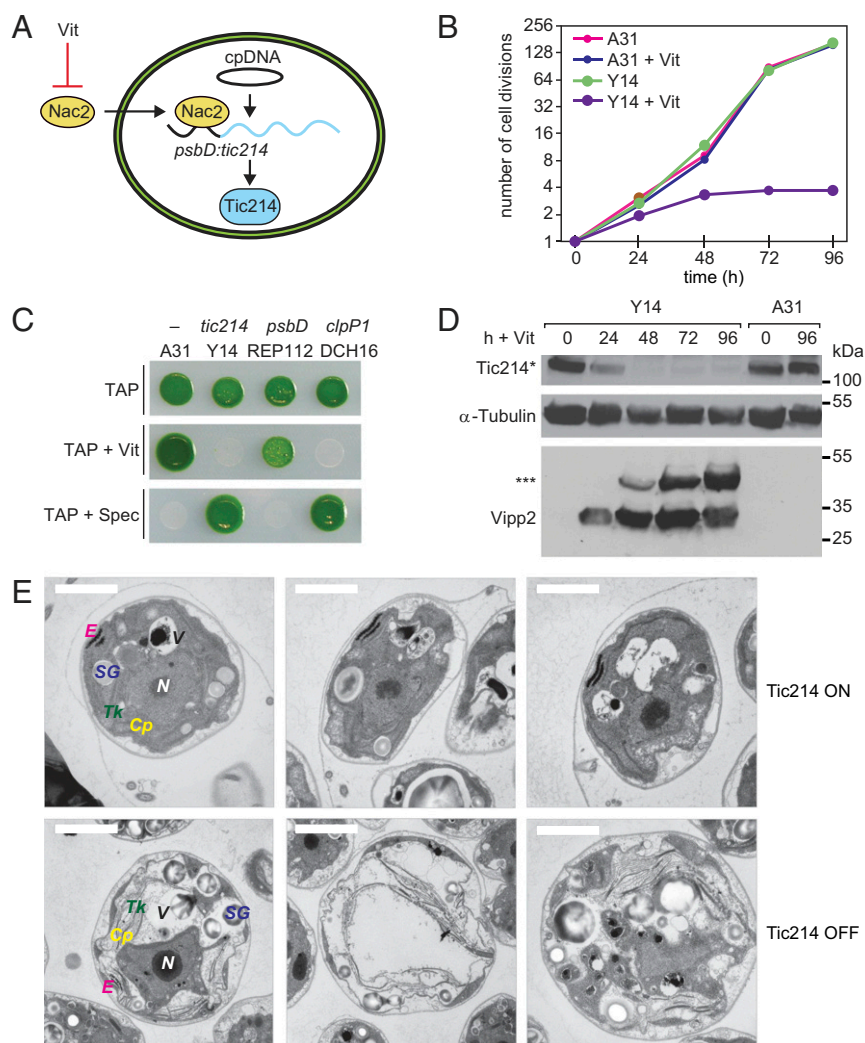 A
Vit
cpDNA
Nac2
Nac2
psbD:tic214
Tic214
B
number of cell divisions
256
128
64
32
16
8
4
2
1
A31
A31 + Vit
Y14
Y14 + Vit
0 24 48 72 96
time (h)
C
– tic214 psbD clpP1
A31 Y14 REP112 DCH16
TAP
TAP + Vit
TAP + Spec
D
Y14 A31
h + Vit 0 24 48 72 96 0 96 kDa
Tic214*
100
55
α-Tubulin
55
***
35
Vipp2
25
E
E
V
SG
N
Tk
Cp
Tic214 ON
Tk
V
SG
Cp
N
E
Tic214 OFF